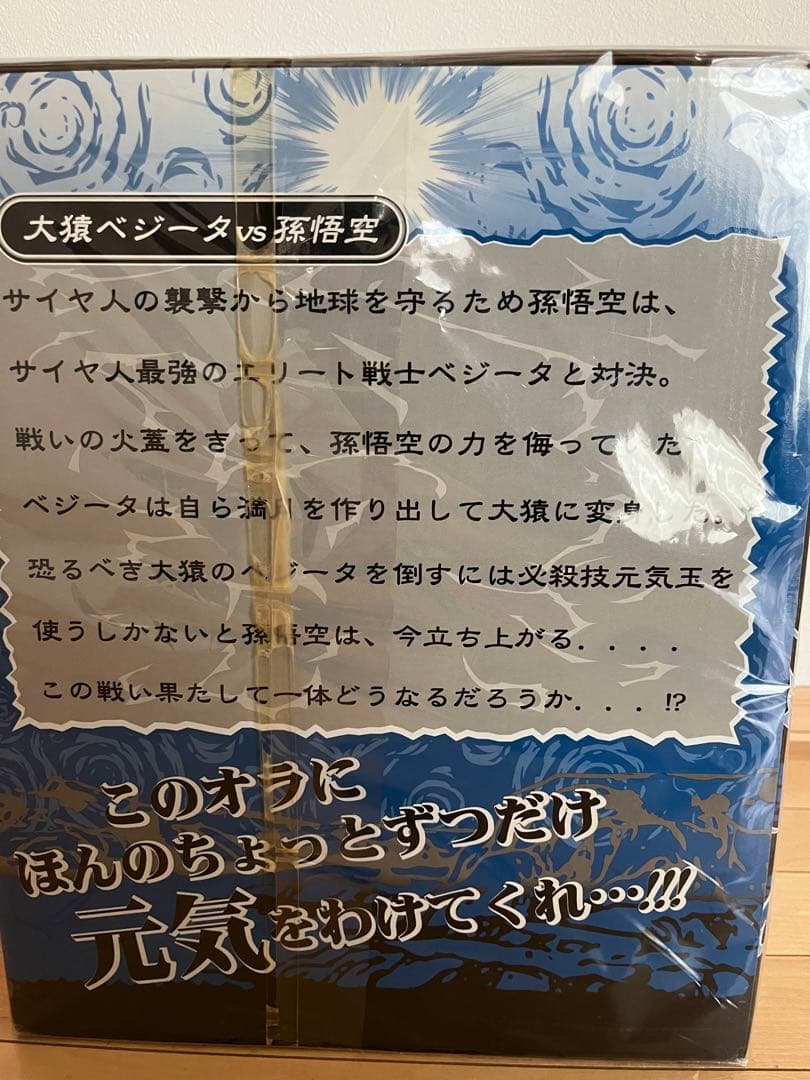 大猿ベジータvs孫悟空
サイヤ人の襲撃から地球を守るため孫悟空は、
サイヤ人最強のエリート戦士ベジータと対決。
戦いの火蓋をきって、孫悟空の力を侮っていた
ベジータは自ら満月を作り出して大猿に変身した。
恐るべき大猿のベジータを倒すには必殺技元気玉を
使うしかないと孫悟空は、今立ち上がる....
この戦い果たして一体どうなるだろうか...!?
このオラに
ほんのちょっとずつだけ
元気をわけてくれ…!!!